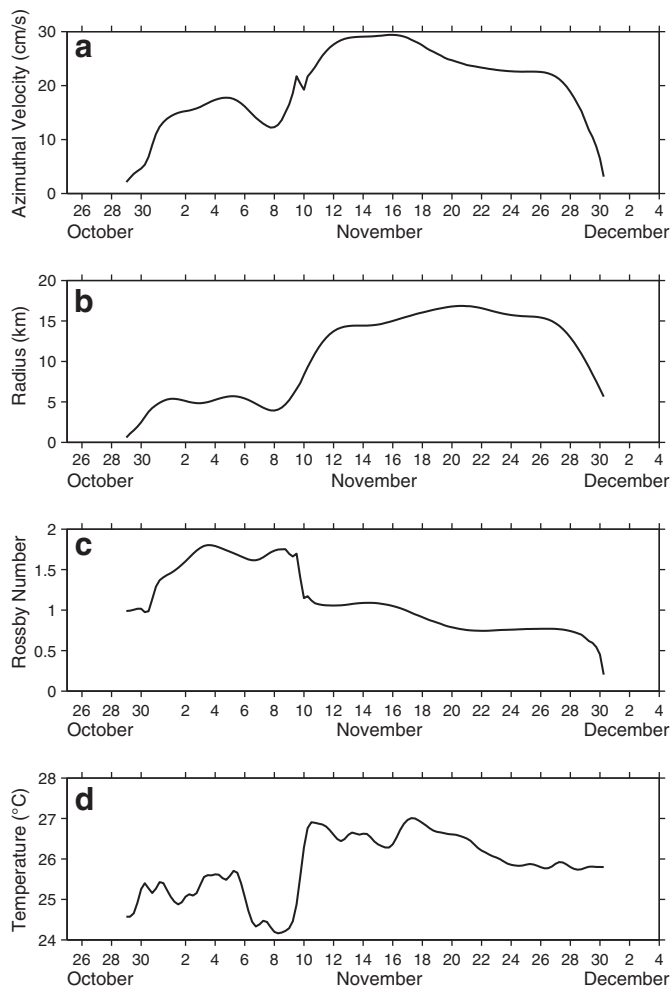 a
Azimuthal Velocity (cm/s)
30
20
10
0
26 28 30 2 4 6 8 10 12 14 16 18 20 22 24 26 28 30 2 4
October November December
b
Radius (km)
20
15
10
5
0
26 28 30 2 4 6 8 10 12 14 16 18 20 22 24 26 28 30 2 4
October November December
c
Rossby Number
2
1.5
1
0.5
0
26 28 30 2 4 6 8 10 12 14 16 18 20 22 24 26 28 30 2 4
October November December
d
Temperature (°C)
28
27
26
25
24
26 28 30 2 4 6 8 10 12 14 16 18 20 22 24 26 28 30 2 4
October November December